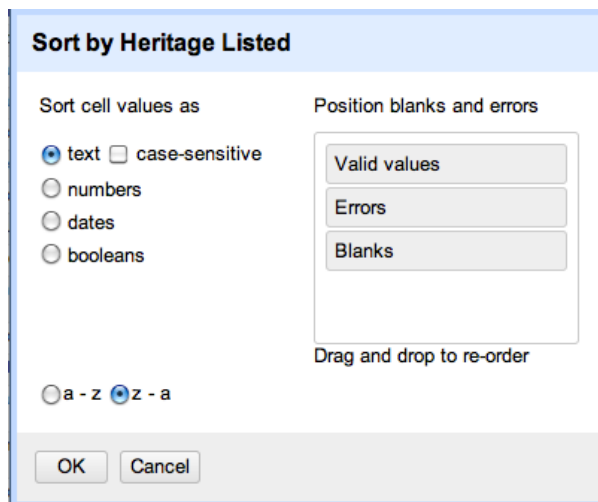 Sort by Heritage Listed
Sort cell values as
text case-sensitive
numbers
dates
booleans
a - z z - a
Position blanks and errors
Valid values
Errors
Blanks
Drag and drop to re-order
OK Cancel